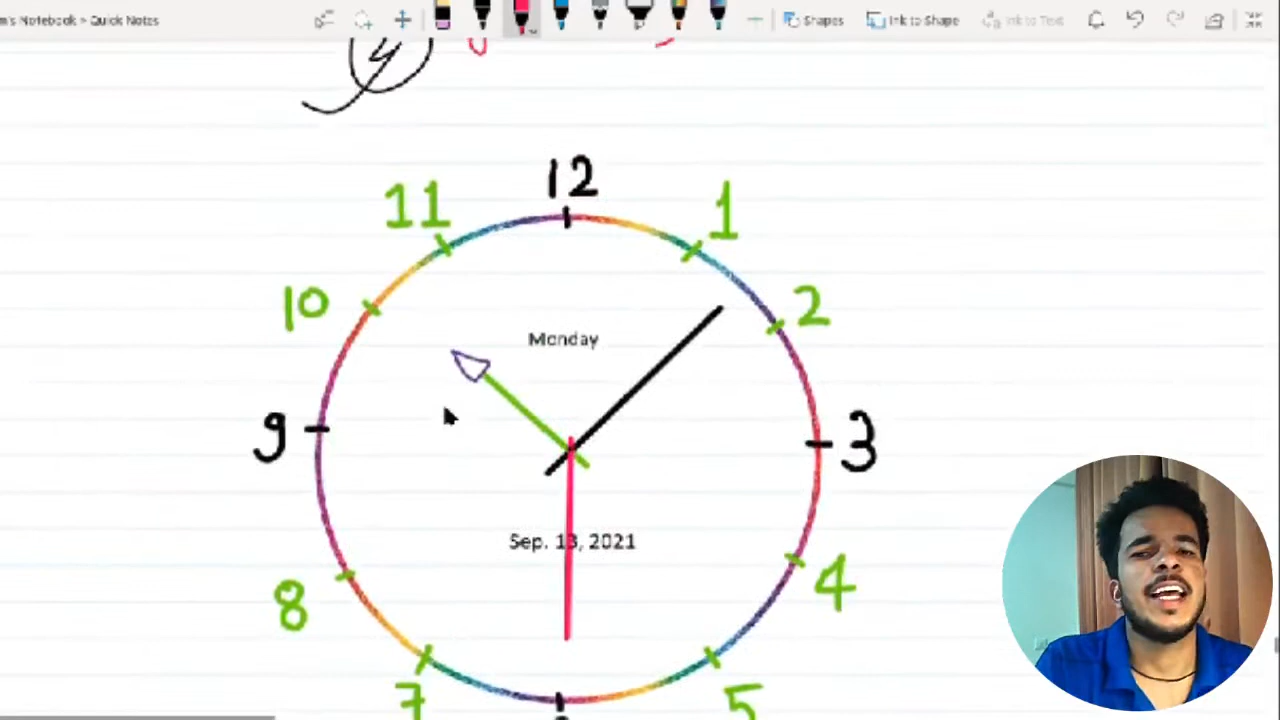 m's Notebook > Quick Notes
Shapes
Ink to Shape
Ink to Text
4
12
11
1
10
2
Monday
9
3
Sep. 13, 2021
8
4
7
5